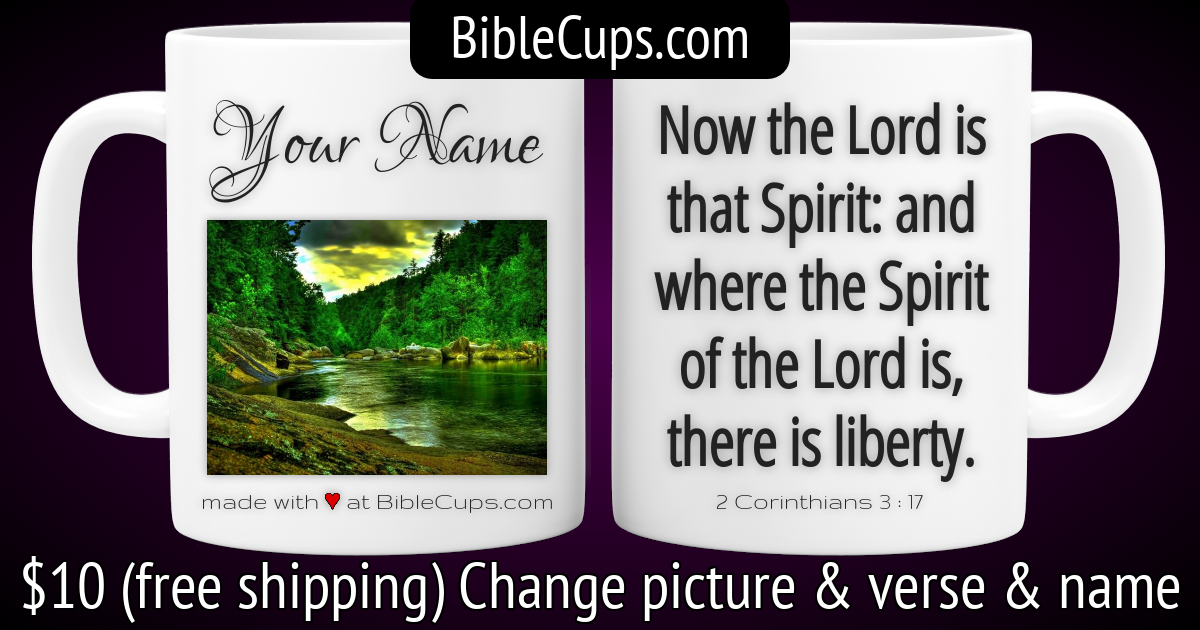 BibleCups.com
Your Name
made with ♥ at BibleCups.com
Now the Lord is
that Spirit: and
where the Spirit
of the Lord is,
there is liberty.
2 Corinthians 3 : 17
$10 (free shipping) Change picture & verse & name